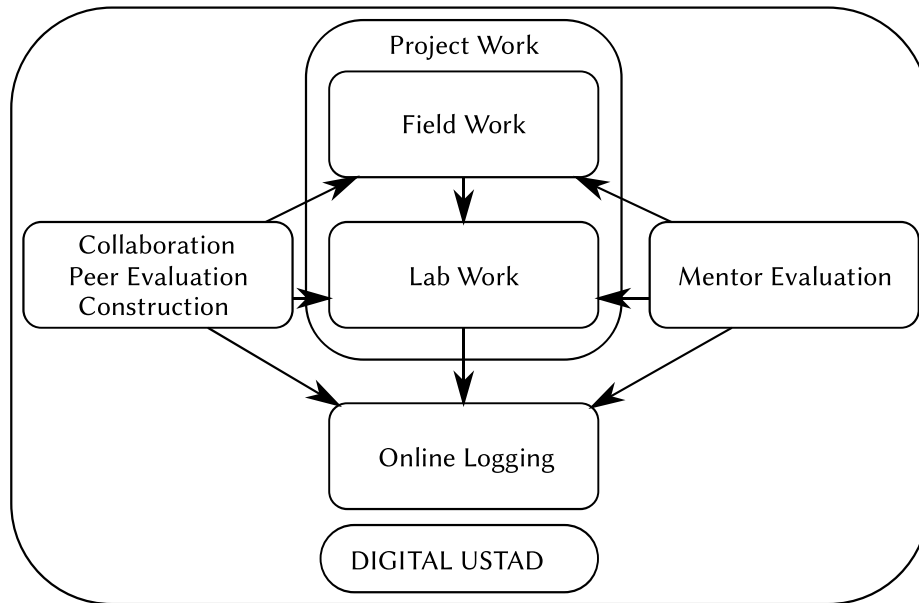 Project Work
Field Work
Collaboration
Peer Evaluation
Construction
Lab Work
Mentor Evaluation
Online Logging
DIGITAL USTAD